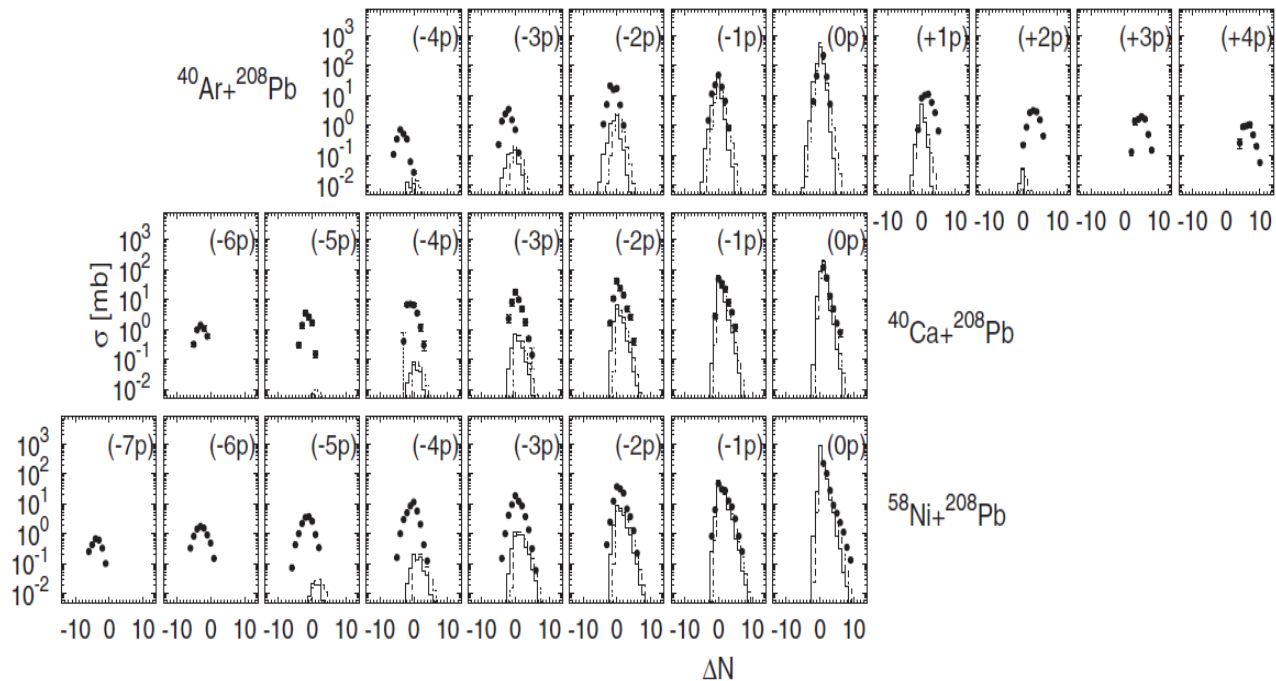 (-4p) (-3p) (-2p) (-1p) (0p) (+1p) (+2p) (+3p) (+4p)
⁴⁰Ar+²⁰⁸Pb
10³
10²
10¹
10⁰
10⁻¹
10⁻²
-10 0 10 -10 0 10 -10 0 10 -10 0 10
(-6p) (-5p) (-4p) (-3p) (-2p) (-1p) (0p)
⁴⁰Ca+²⁰⁸Pb
σ [mb]
10³
10²
10¹
10⁰
10⁻¹
10⁻²
(-7p) (-6p) (-5p) (-4p) (-3p) (-2p) (-1p) (0p)
⁵⁸Ni+²⁰⁸Pb
10³
10²
10¹
10⁰
10⁻¹
10⁻²
-10 0 10 -10 0 10 -10 0 10 -10 0 10 -10 0 10 -10 0 10 -10 0 10 -10 0 10
ΔN